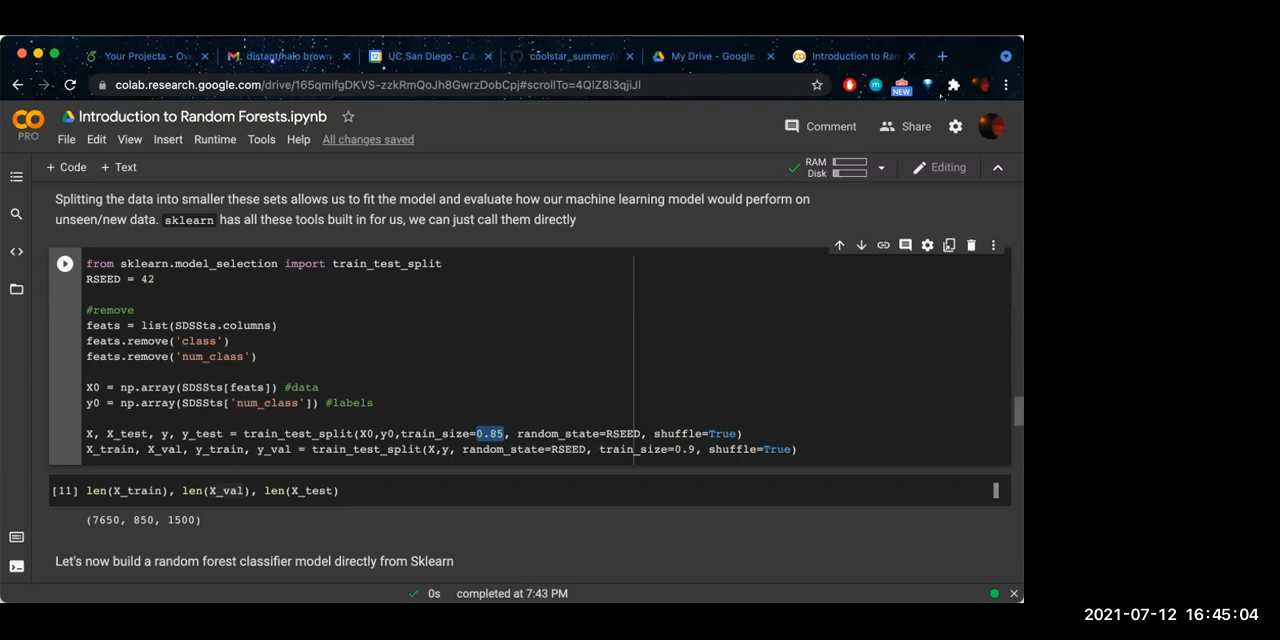 Your Projects - Ove
distanthalo brown
UC San Diego - Ca
coolstar_summer/
My Drive - Google
Introduction to Ran
colab.research.google.com/drive/165qmifgDKVS-zzkRmQoJh8GwrzDobCpj#scrollTo=4QlZ8i3qjiJl
NEW
CO
PRO
Introduction to Random Forests.ipynb
File Edit View Insert Runtime Tools Help All changes saved
Comment Share
+ Code + Text
RAM
Disk
Editing
Splitting the data into smaller these sets allows us to fit the model and evaluate how our machine learning model would perform on
unseen/new data. sklearn has all these tools built in for us, we can just call them directly
from sklearn.model_selection import train_test_split
RSEED = 42
#remove
feats = list(SDSSts.columns)
feats.remove('class')
feats.remove('num_class')
X0 = np.array(SDSSts[feats]) #data
y0 = np.array(SDSSts['num_class']) #labels
X, X_test, y, y_test = train_test_split(X0,y0,train_size=0.85, random_state=RSEED, shuffle=True)
X_train, X_val, y_train, y_val = train_test_split(X,y, random_state=RSEED, train_size=0.9, shuffle=True)
[11] len(X_train), len(X_val), len(X_test)
(7650, 850, 1500)
Let's now build a random forest classifier model directly from Sklearn
0s completed at 7:43 PM
2021-07-12 16:45:04